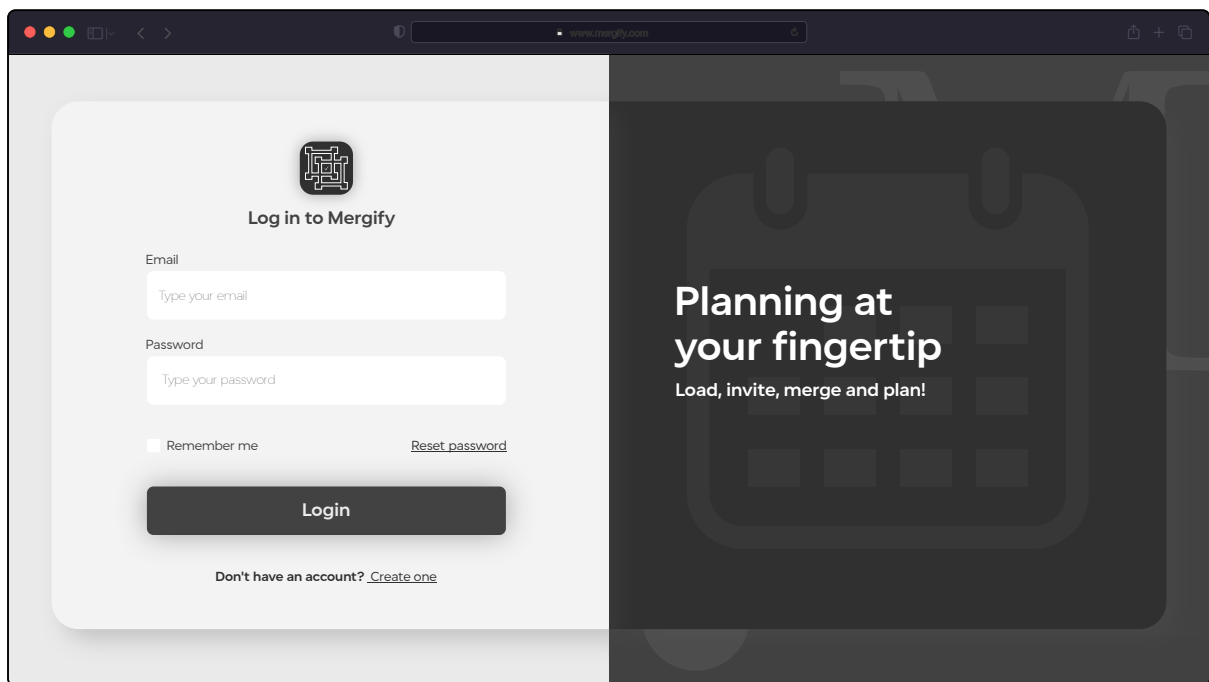 www.mergify.com
Log in to Mergify
Email
Type your email
Password
Type your password
Remember me
Reset password
Login
Don't have an account? Create one
Planning at
your fingertip
Load, invite, merge and plan!